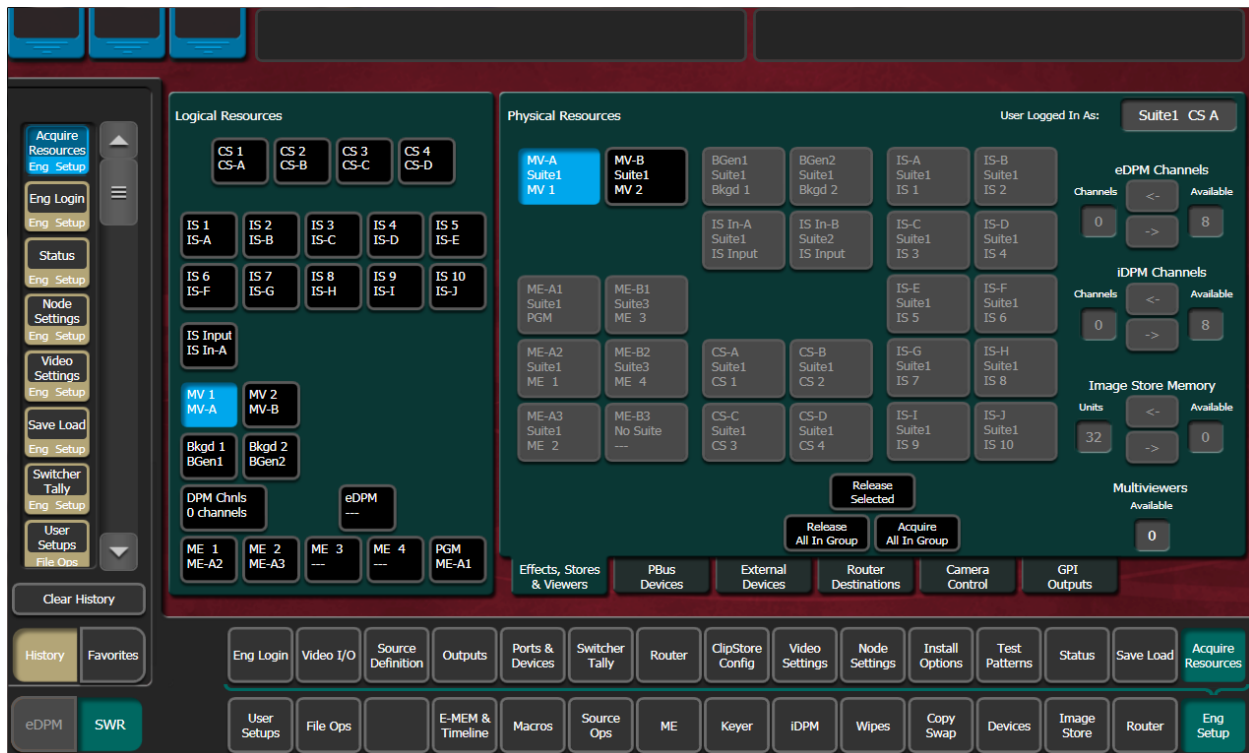 Acquire
Resources
Eng Setup
Eng Login
Eng Setup
Status
Eng Setup
Node
Settings
Eng Setup
Video
Settings
Eng Setup
Save Load
Eng Setup
Switcher
Tally
Eng Setup
User
Setups
File Ops
Clear History
History
Favorites
eDPM
SWR
Logical Resources
CS 1
CS-A
CS 2
CS-B
CS 3
CS-C
CS 4
CS-D
IS 1
IS-A
IS 2
IS-B
IS 3
IS-C
IS 4
IS-D
IS 5
IS-E
IS 6
IS-F
IS 7
IS-G
IS 8
IS-H
IS 9
IS-I
IS 10
IS-J
IS Input
IS In-A
MV 1
MV-A
MV 2
MV-B
Bkgd 1
BGen1
Bkgd 2
BGen2
DPM Chnls
0 channels
eDPM
---
ME 1
ME-A2
ME 2
ME-A3
ME 3
---
ME 4
---
PGM
ME-A1
Physical Resources
User Logged In As:
Suite1 CS A
MV-A
Suite1
MV 1
MV-B
Suite1
MV 2
BGen1
Suite1
Bkgd 1
BGen2
Suite1
Bkgd 2
IS-A
Suite1
IS 1
IS-B
Suite1
IS 2
IS In-A
Suite1
IS Input
IS In-B
Suite2
IS Input
IS-C
Suite1
IS 3
IS-D
Suite1
IS 4
ME-A1
Suite1
PGM
ME-B1
Suite3
ME 3
IS-E
Suite1
IS 5
IS-F
Suite1
IS 6
ME-A2
Suite1
ME 1
ME-B2
Suite3
ME 4
CS-A
Suite1
CS 1
CS-B
Suite1
CS 2
IS-G
Suite1
IS 7
IS-H
Suite1
IS 8
ME-A3
Suite1
ME 2
ME-B3
No Suite
---
CS-C
Suite1
CS 3
CS-D
Suite1
CS 4
IS-I
Suite1
IS 9
IS-J
Suite1
IS 10
eDPM Channels
Channels
<-
Available
0
->
8
iDPM Channels
Channels
<-
Available
0
->
8
Image Store Memory
Units
<-
Available
32
->
0
Multiviewers
Available
0
Release
Selected
Release
All In Group
Acquire
All In Group
Effects, Stores
& Viewers
PBus
Devices
External
Devices
Router
Destinations
Camera
Control
GPI
Outputs
Eng Login
Video I/O
Source
Definition
Outputs
Ports &
Devices
Switcher
Tally
Router
ClipStore
Config
Video
Settings
Node
Settings
Install
Options
Test
Patterns
Status
Save Load
Acquire
Resources
User
Setups
File Ops
E-MEM &
Timeline
Macros
Source
Ops
ME
Keyer
iDPM
Wipes
Copy
Swap
Devices
Image
Store
Router
Eng
Setup